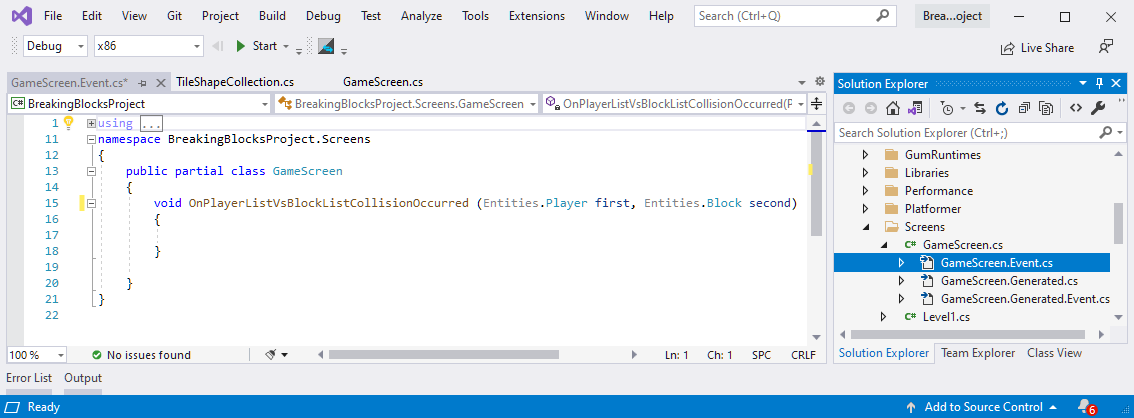 File Edit View Git Project Build Debug Test Analyze Tools Extensions Window Help Search (Ctrl+Q) Brea...oject
Debug x86 Start Live Share
GameScreen.Event.cs* TileShapeCollection.cs GameScreen.cs
C# BreakingBlocksProject BreakingBlocksProject.Screens.GameScreen OnPlayerListVsBlockListCollisionOccurred(P
1 using ...
11 namespace BreakingBlocksProject.Screens
12 {
13 public partial class GameScreen
14 {
15 void OnPlayerListVsBlockListCollisionOccurred (Entities.Player first, Entities.Block second)
16 {
17
18 }
19
20 }
21 }
22
100 % No issues found Ln: 1 Ch: 1 SPC CRLF
Solution Explorer
Search Solution Explorer (Ctrl+;)
GumRuntimes
Libraries
Performance
Platformer
Screens
C# GameScreen.cs
GameScreen.Event.cs
GameScreen.Generated.cs
GameScreen.Generated.Event.cs
C# Level1.cs
Solution Explorer Team Explorer Class View
Error List Output
Ready Add to Source Control 6